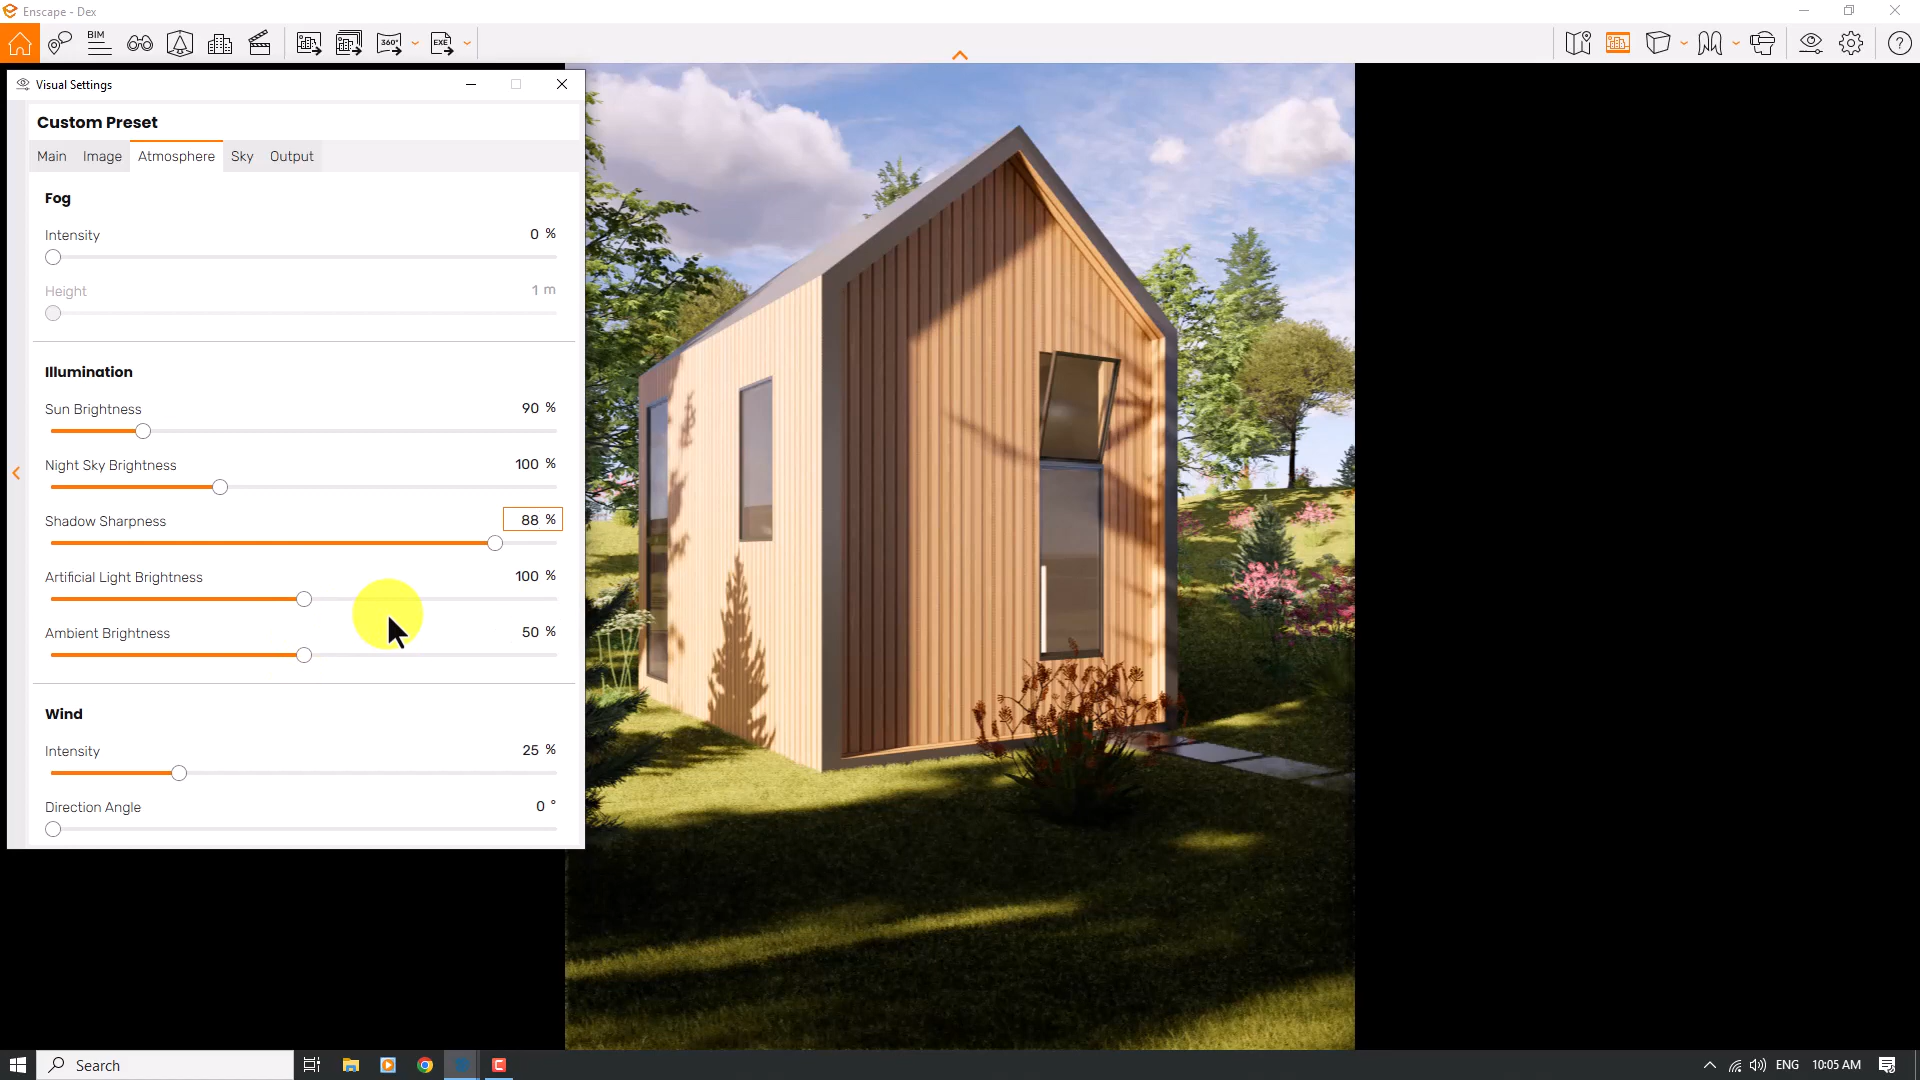 Enscape - Dex
BIM
360°
EXE
?
Visual Settings
Custom Preset
Main Image Atmosphere Sky Output
Fog
Intensity 0 %
Height 1 m
Illumination
Sun Brightness 90 %
Night Sky Brightness 100 %
Shadow Sharpness 88 %
Artificial Light Brightness 100 %
Ambient Brightness 50 %
Wind
Intensity 25 %
Direction Angle 0 °
Search
ENG 10:05 AM